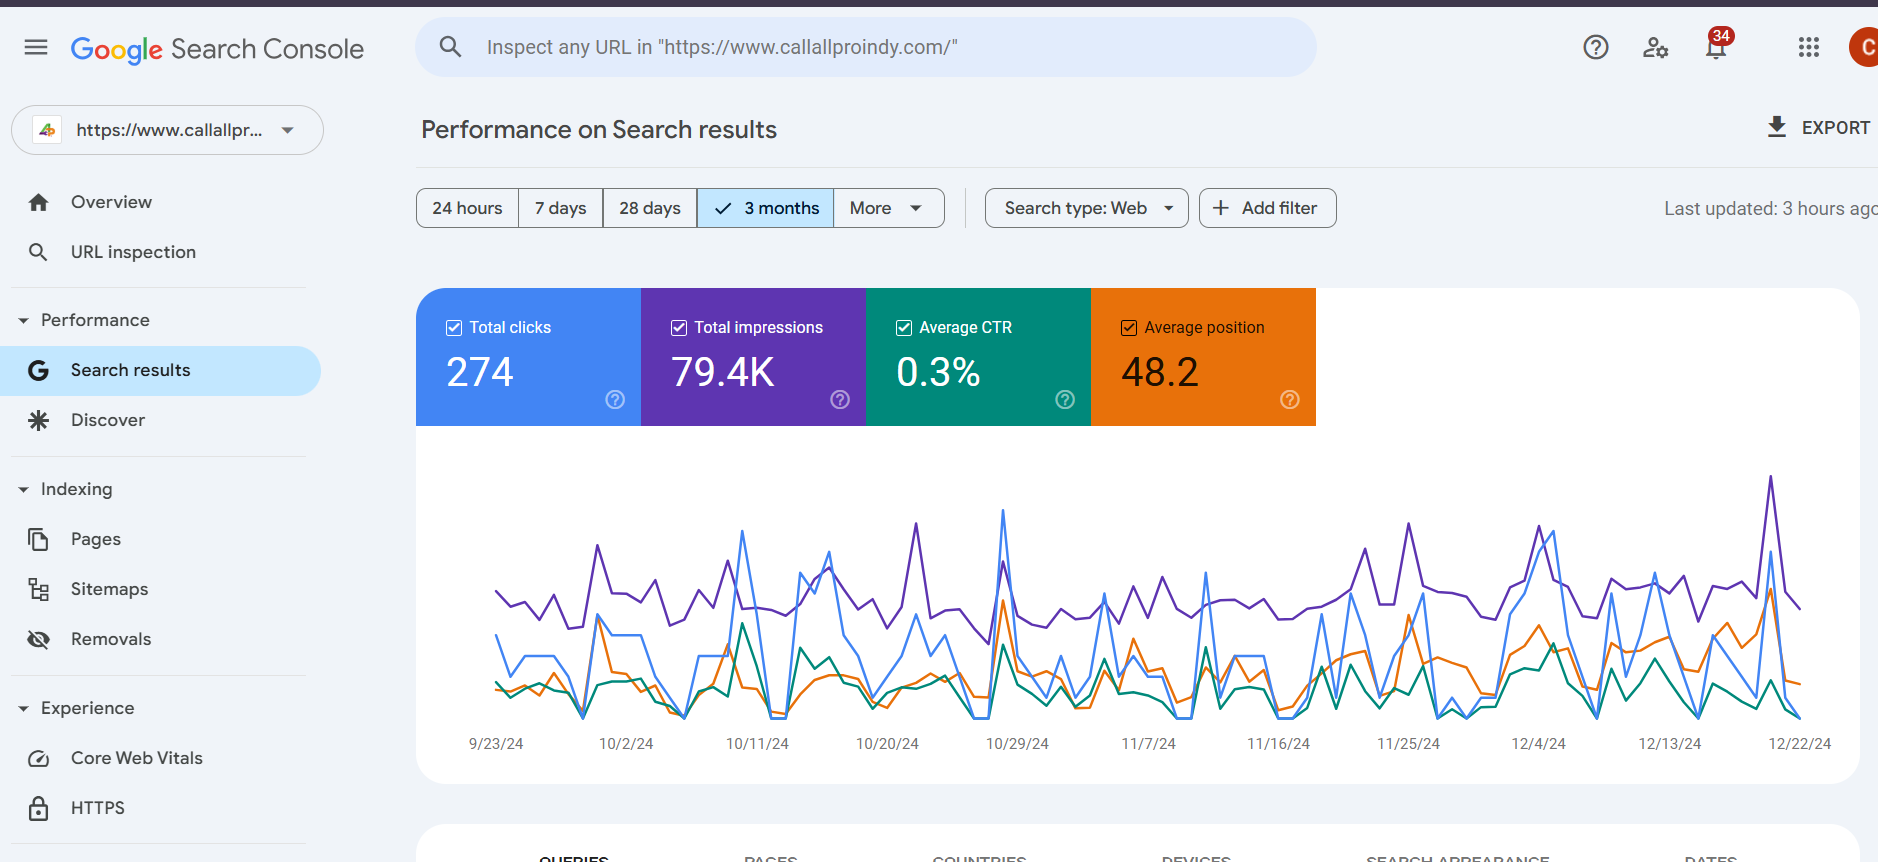 Google Search Console
Inspect any URL in "https://www.callallproindy.com/"
34
C
https://www.callallpr...
Performance on Search results
EXPORT
Overview
URL inspection
24 hours
7 days
28 days
3 months
More
Search type: Web
Add filter
Last updated: 3 hours ago
Performance
Search results
Discover
Indexing
Pages
Sitemaps
Removals
Experience
Core Web Vitals
HTTPS
Total clicks
274
Total impressions
79.4K
Average CTR
0.3%
Average position
48.2
9/23/24
10/2/24
10/11/24
10/20/24
10/29/24
11/7/24
11/16/24
11/25/24
12/4/24
12/13/24
12/22/24
QUERIES
PAGES
COUNTRIES
DEVICES
SEARCH APPEARANCE
DATES